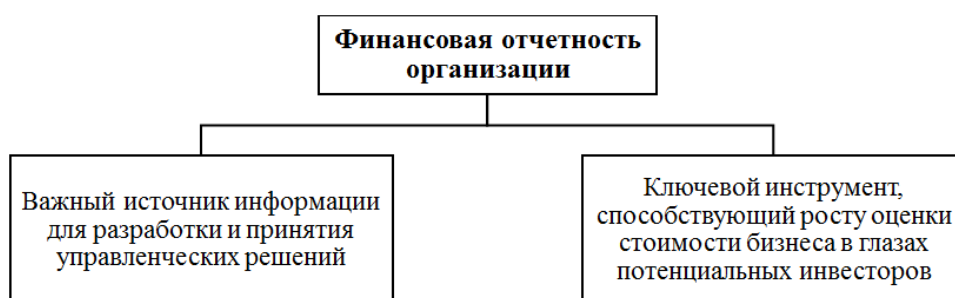 Финансовая отчетность
организации
Важный источник информации
для разработки и принятия
управленческих решений
Ключевой инструмент,
способствующий росту оценки
стоимости бизнеса в глазах
потенциальных инвесторов